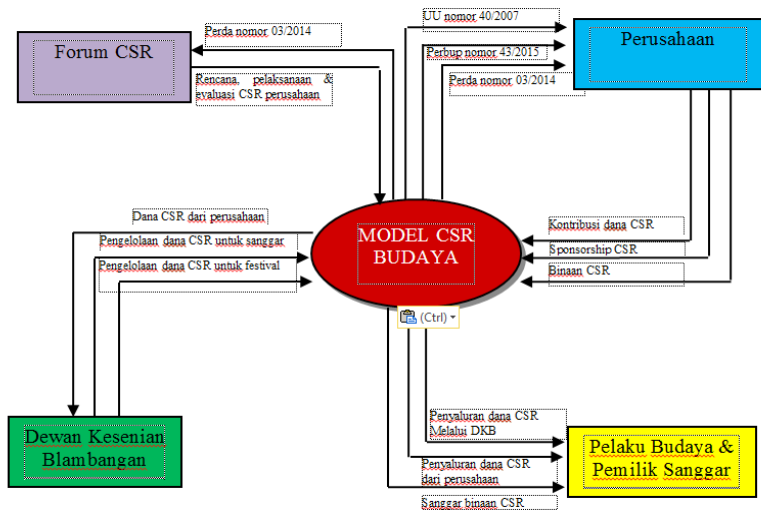 Perda nomor 03/2014
UU nomor 40/2007
Forum CSR
Perusahaan
Perbup nomor 43/2015
Rencana, pelaksanaan &
evaluasi CSR perusahaan
Perda nomor 03/2014
Dana CSR dari perusahaan
Pengelolaan dana CSR untuk sanggar
Pengelolaan dana CSR untuk festival
MODEL CSR
BUDAYA
Kontribusi dana CSR
Sponsorship CSR
Binaan CSR
(Ctrl)
Dewan Kesenian
Blambangan
Penyaluran dana CSR
Melalui DKB
Penyaluran dana CSR
dari perusahaan
Sanggar binaan CSR
Pelaku Budaya &
Pemilik Sanggar